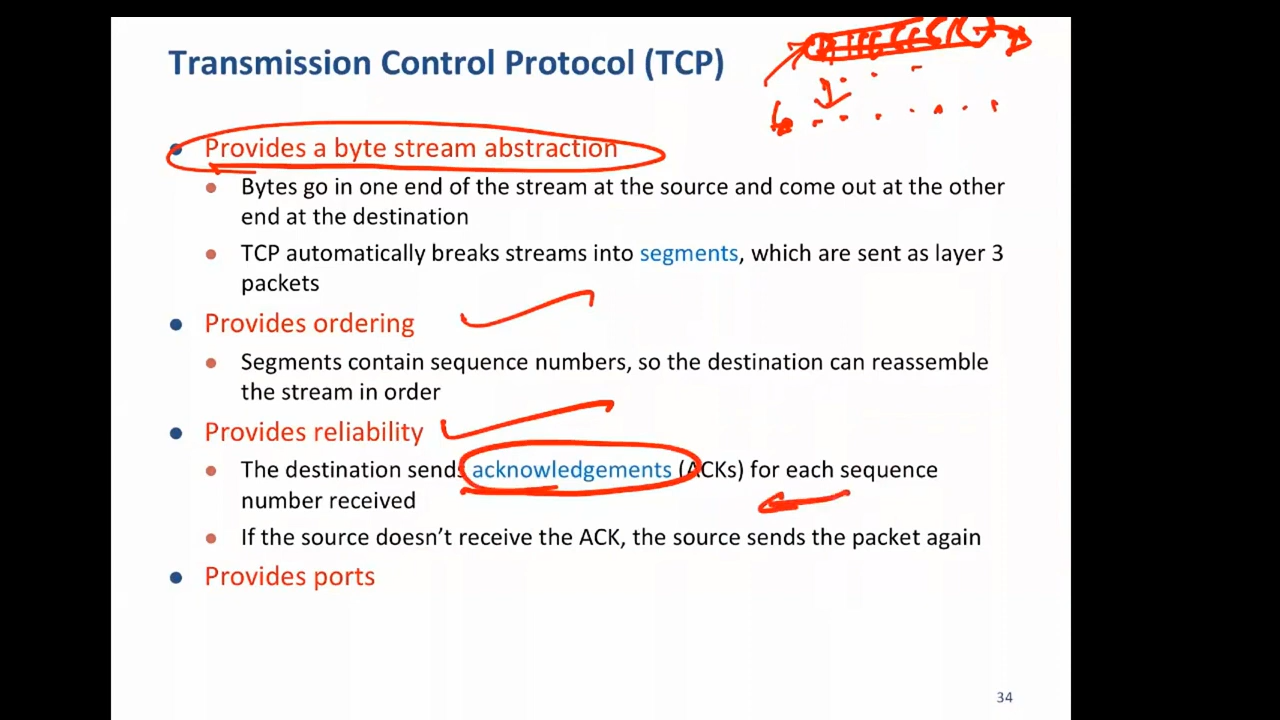 Transmission Control Protocol (TCP)
Provides a byte stream abstraction
Bytes go in one end of the stream at the source and come out at the other
end at the destination
TCP automatically breaks streams into segments, which are sent as layer 3
packets
Provides ordering
Segments contain sequence numbers, so the destination can reassemble
the stream in order
Provides reliability
The destination sends acknowledgements (ACKs) for each sequence
number received
If the source doesn’t receive the ACK, the source sends the packet again
Provides ports
34